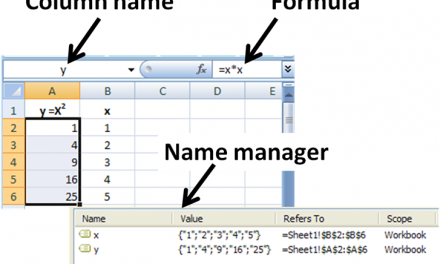 Column name Formula
y fx =x*x
A B C D E
1 y =X² x
2 1 1
3 4 2
4 9 3
5 16 4
6 25 5
Name manager
Name Value Refers To Scope
x {"1";"2";"3";"4";"5"} =Sheet1!$B$2:$B$6 Workbook
y {"1";"4";"9";"16";"25"} =Sheet1!$A$2:$A$6 Workbook